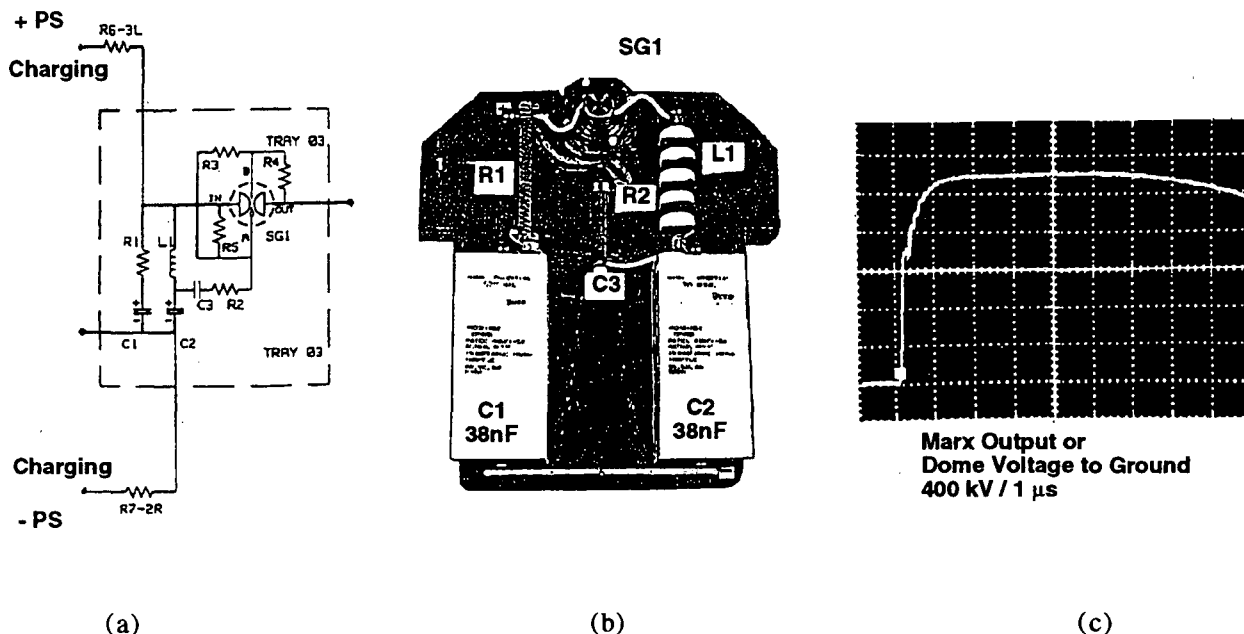 + PS
R6-3L
Charging
TRAY 03
R3
R4
B
IN
OUT
A
SG1
R5
R1
L1
C3
R2
+
-
+
-
C1
C2
TRAY 03
Charging
R7-2R
- PS
(a)
SG1
R1
L1
R2
C3
C1
38nF
C2
38nF
(b)
Marx Output or
Dome Voltage to Ground
400 kV / 1 μs
(c)